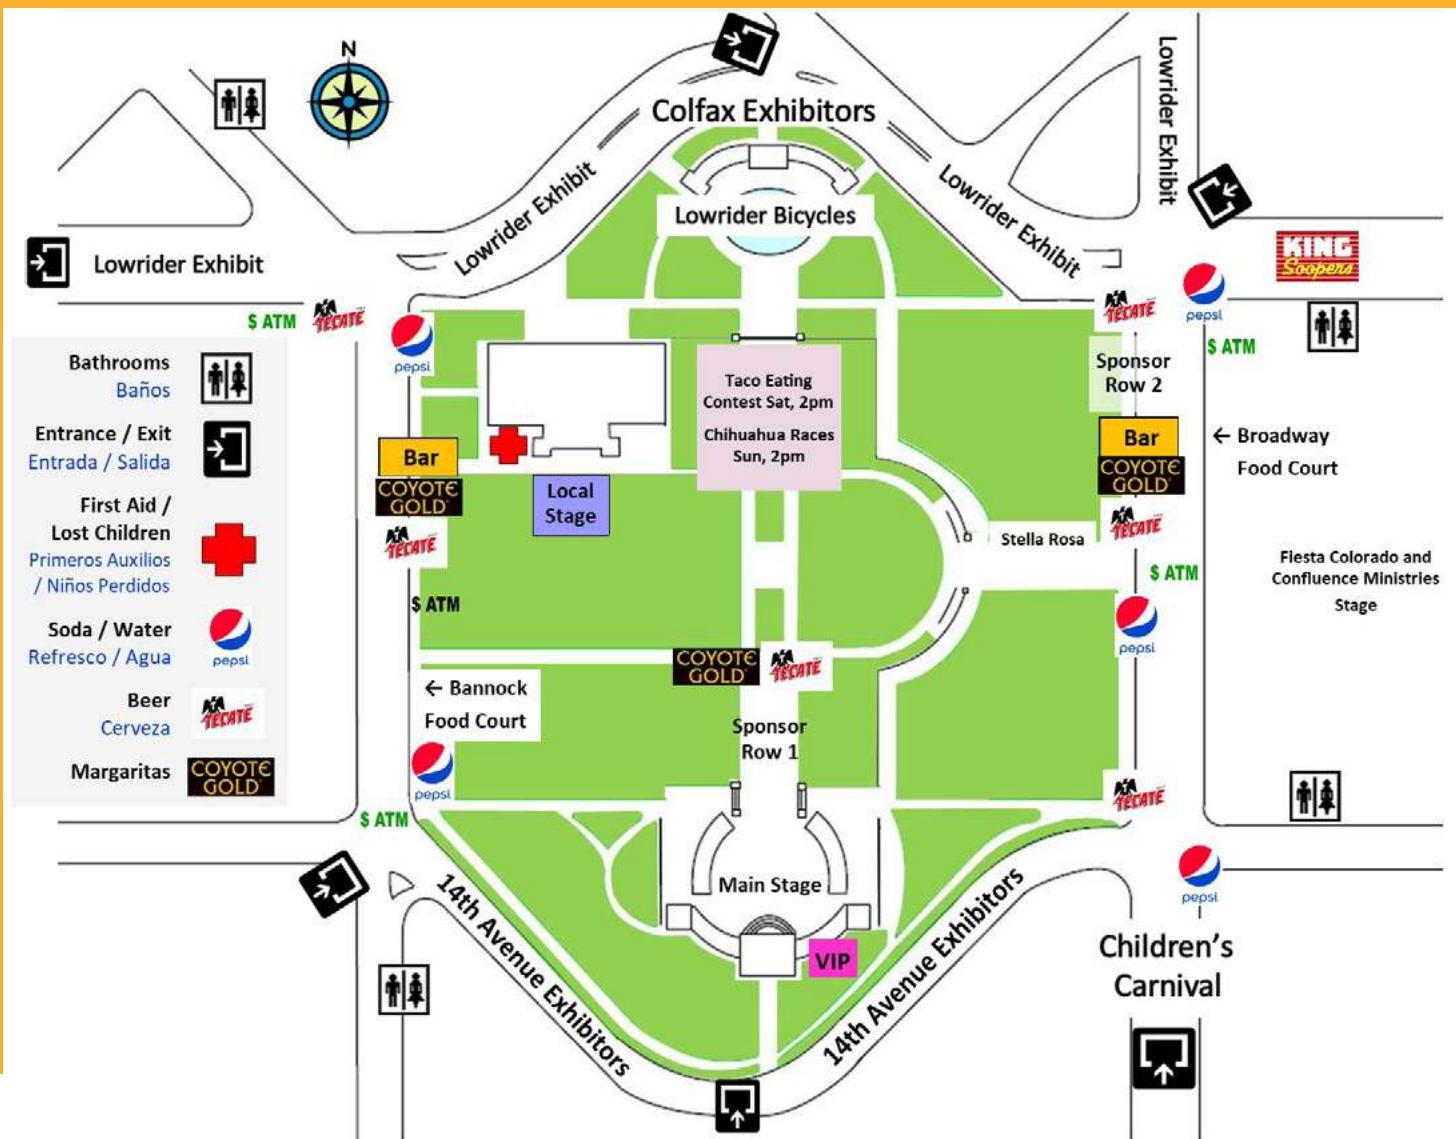 N
Colfax Exhibitors
Lowrider Exhibit
Lowrider Exhibit
Lowrider Exhibit
Lowrider Exhibit
Lowrider Bicycles
KING
Soopers
$ ATM
TECATE
pepsi
TECATE
pepsi
$ ATM
Bathrooms
Baños
Entrance / Exit
Entrada / Salida
First Aid /
Lost Children
Primeros Auxilios
/ Niños Perdidos
Soda / Water
Refresco / Agua
pepsi
Beer
Cerveza
TECATE
Margaritas
COYOTE
GOLD
Taco Eating
Contest Sat, 2pm
Chihuahua Races
Sun, 2pm
Sponsor
Row 2
Bar
COYOTE
GOLD
TECATE
Local
Stage
Bar
COYOTE
GOLD
TECATE
← Broadway
Food Court
Stella Rosa
Fiesta Colorado and
Confluence Ministries
Stage
$ ATM
$ ATM
pepsi
COYOTE
GOLD
TECATE
← Bannock
Food Court
Sponsor
Row 1
pepsi
TECATE
$ ATM
Main Stage
pepsi
VIP
14th Avenue Exhibitors
14th Avenue Exhibitors
Children's
Carnival